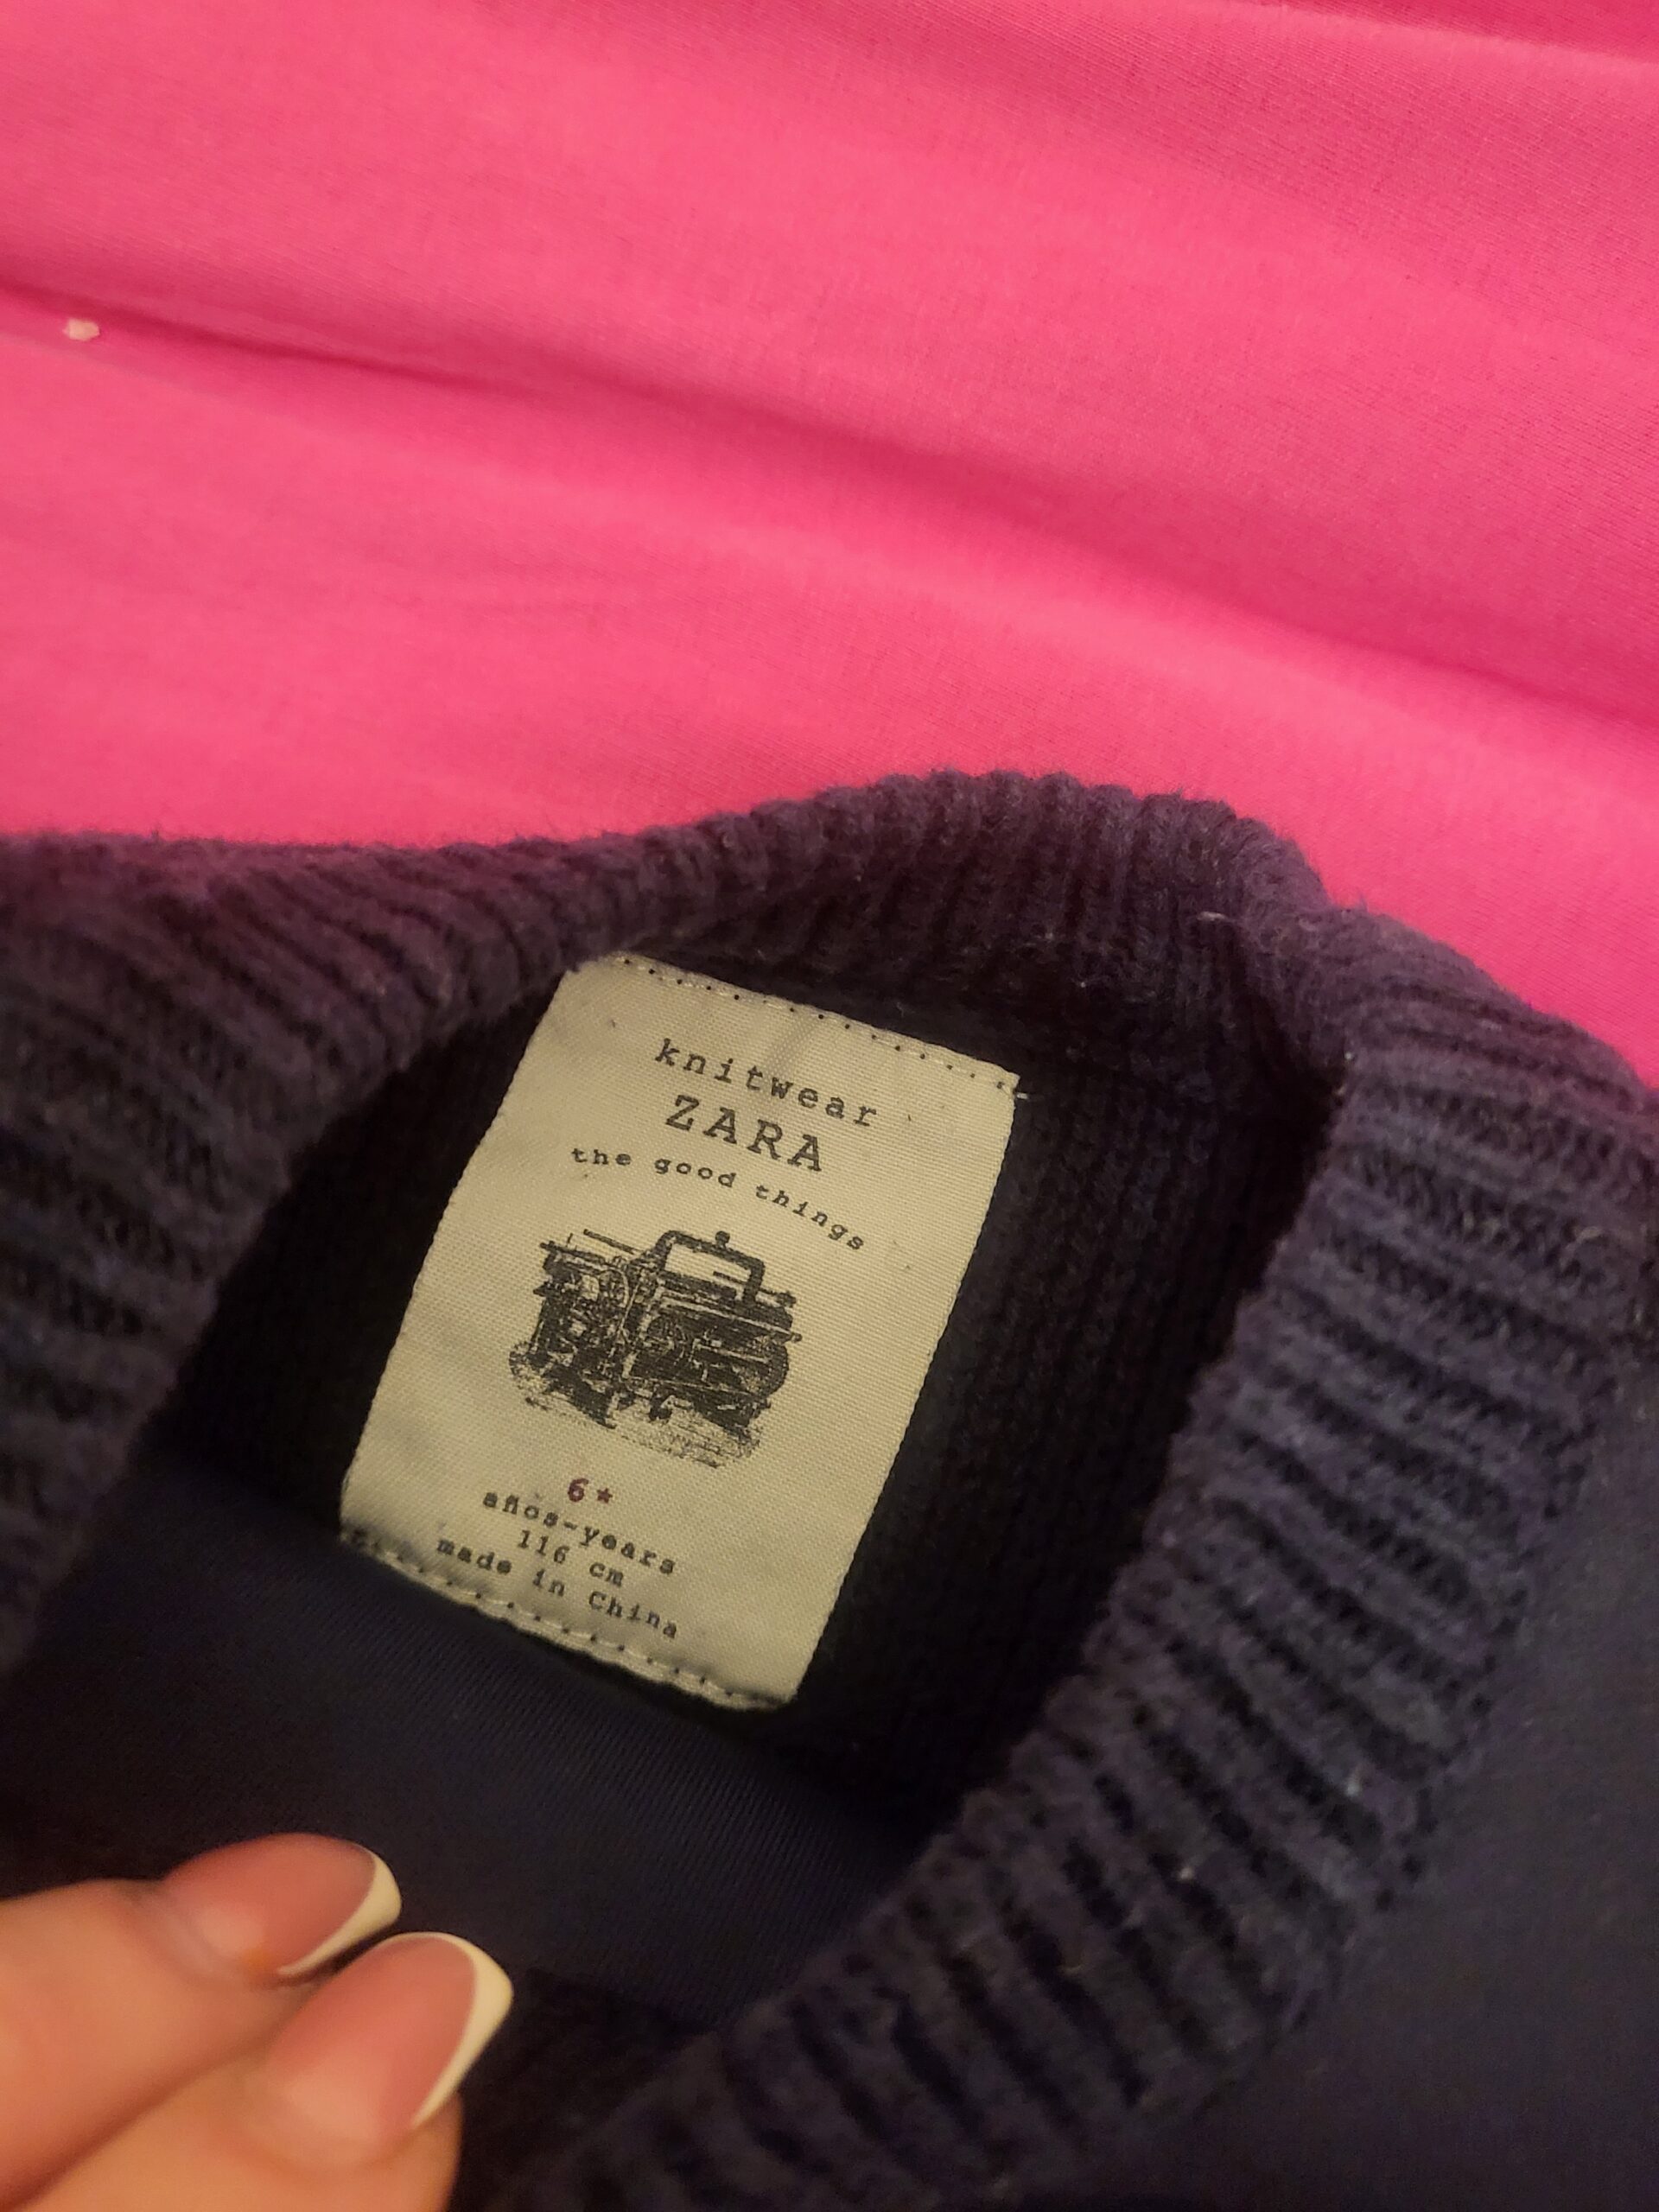 knitwear
ZARA
the good things
6*
años-years
116 cm
made in China